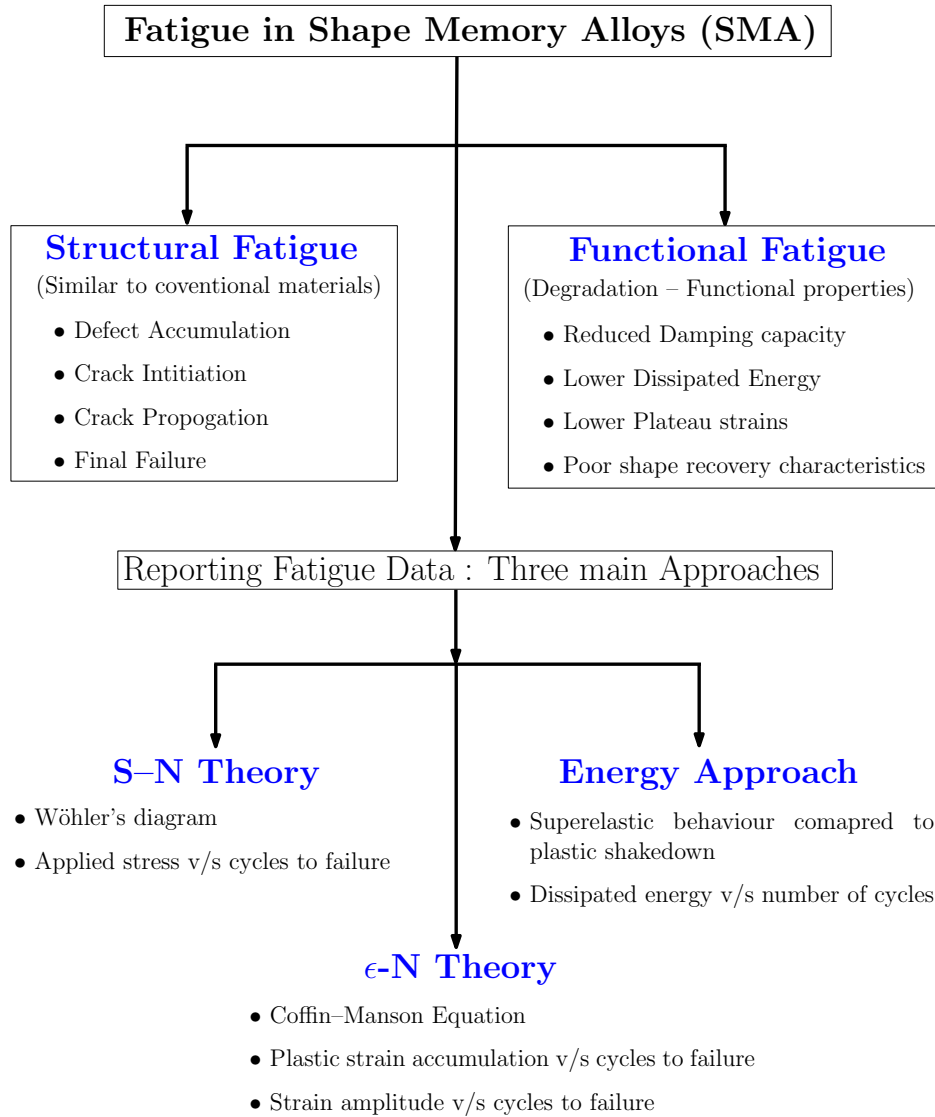 Fatigue in Shape Memory Alloys (SMA)
Structural Fatigue
(Similar to coventional materials)
• Defect Accumulation
• Crack Intitiation
• Crack Propogation
• Final Failure
Functional Fatigue
(Degradation – Functional properties)
• Reduced Damping capacity
• Lower Dissipated Energy
• Lower Plateau strains
• Poor shape recovery characteristics
Reporting Fatigue Data : Three main Approaches
S–N Theory
• Wöhler's diagram
• Applied stress v/s cycles to failure
Energy Approach
• Superelastic behaviour comapred to
plastic shakedown
• Dissipated energy v/s number of cycles
ϵ-N Theory
• Coffin–Manson Equation
• Plastic strain accumulation v/s cycles to failure
• Strain amplitude v/s cycles to failure